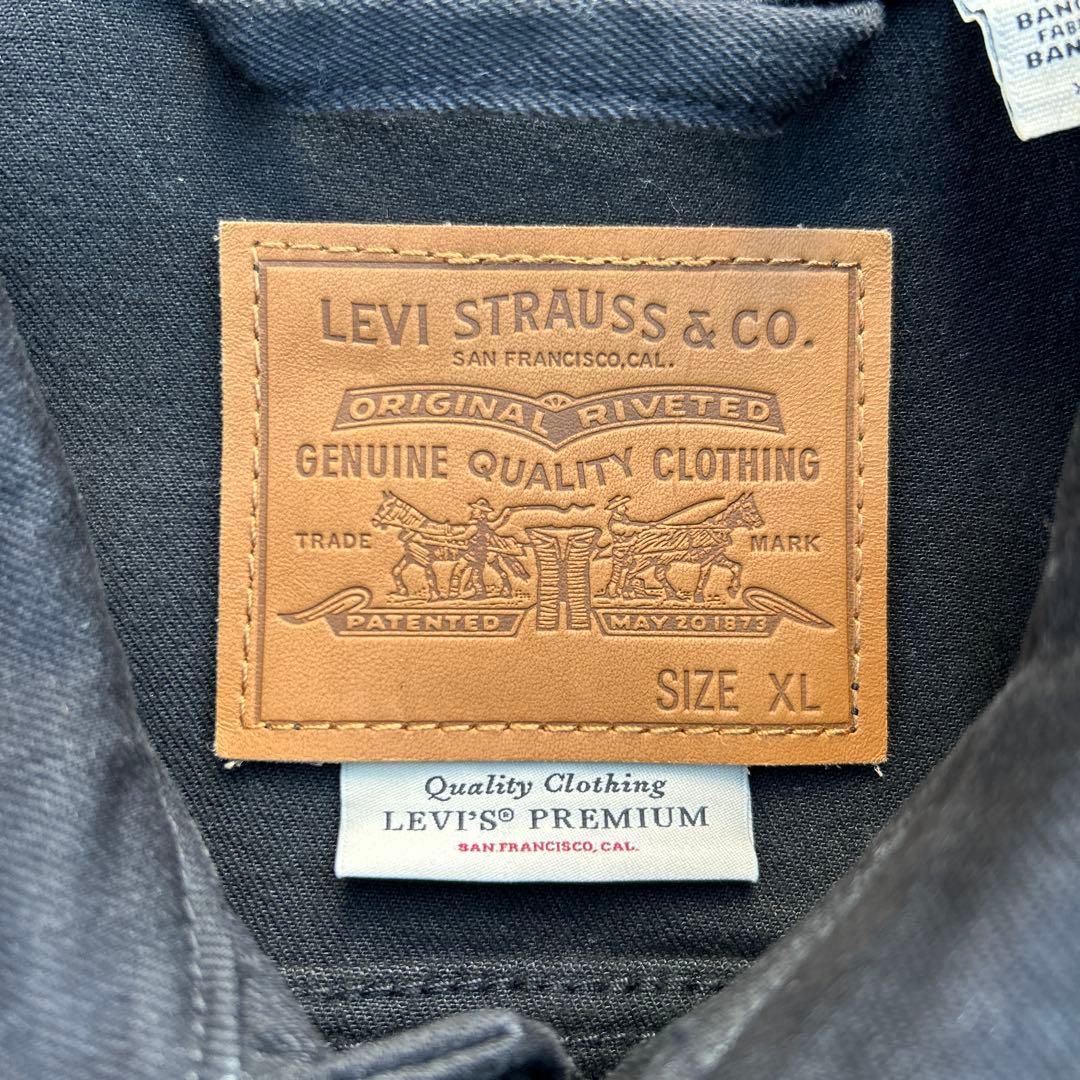 LEVI STRAUSS & CO.
SAN FRANCISCO, CAL.
ORIGINAL RIVETED
GENUINE QUALITY CLOTHING
TRADE MARK
PATENTED MAY 20 1873
SIZE XL
Quality Clothing
LEVI'S® PREMIUM
SAN FRANCISCO, CAL.